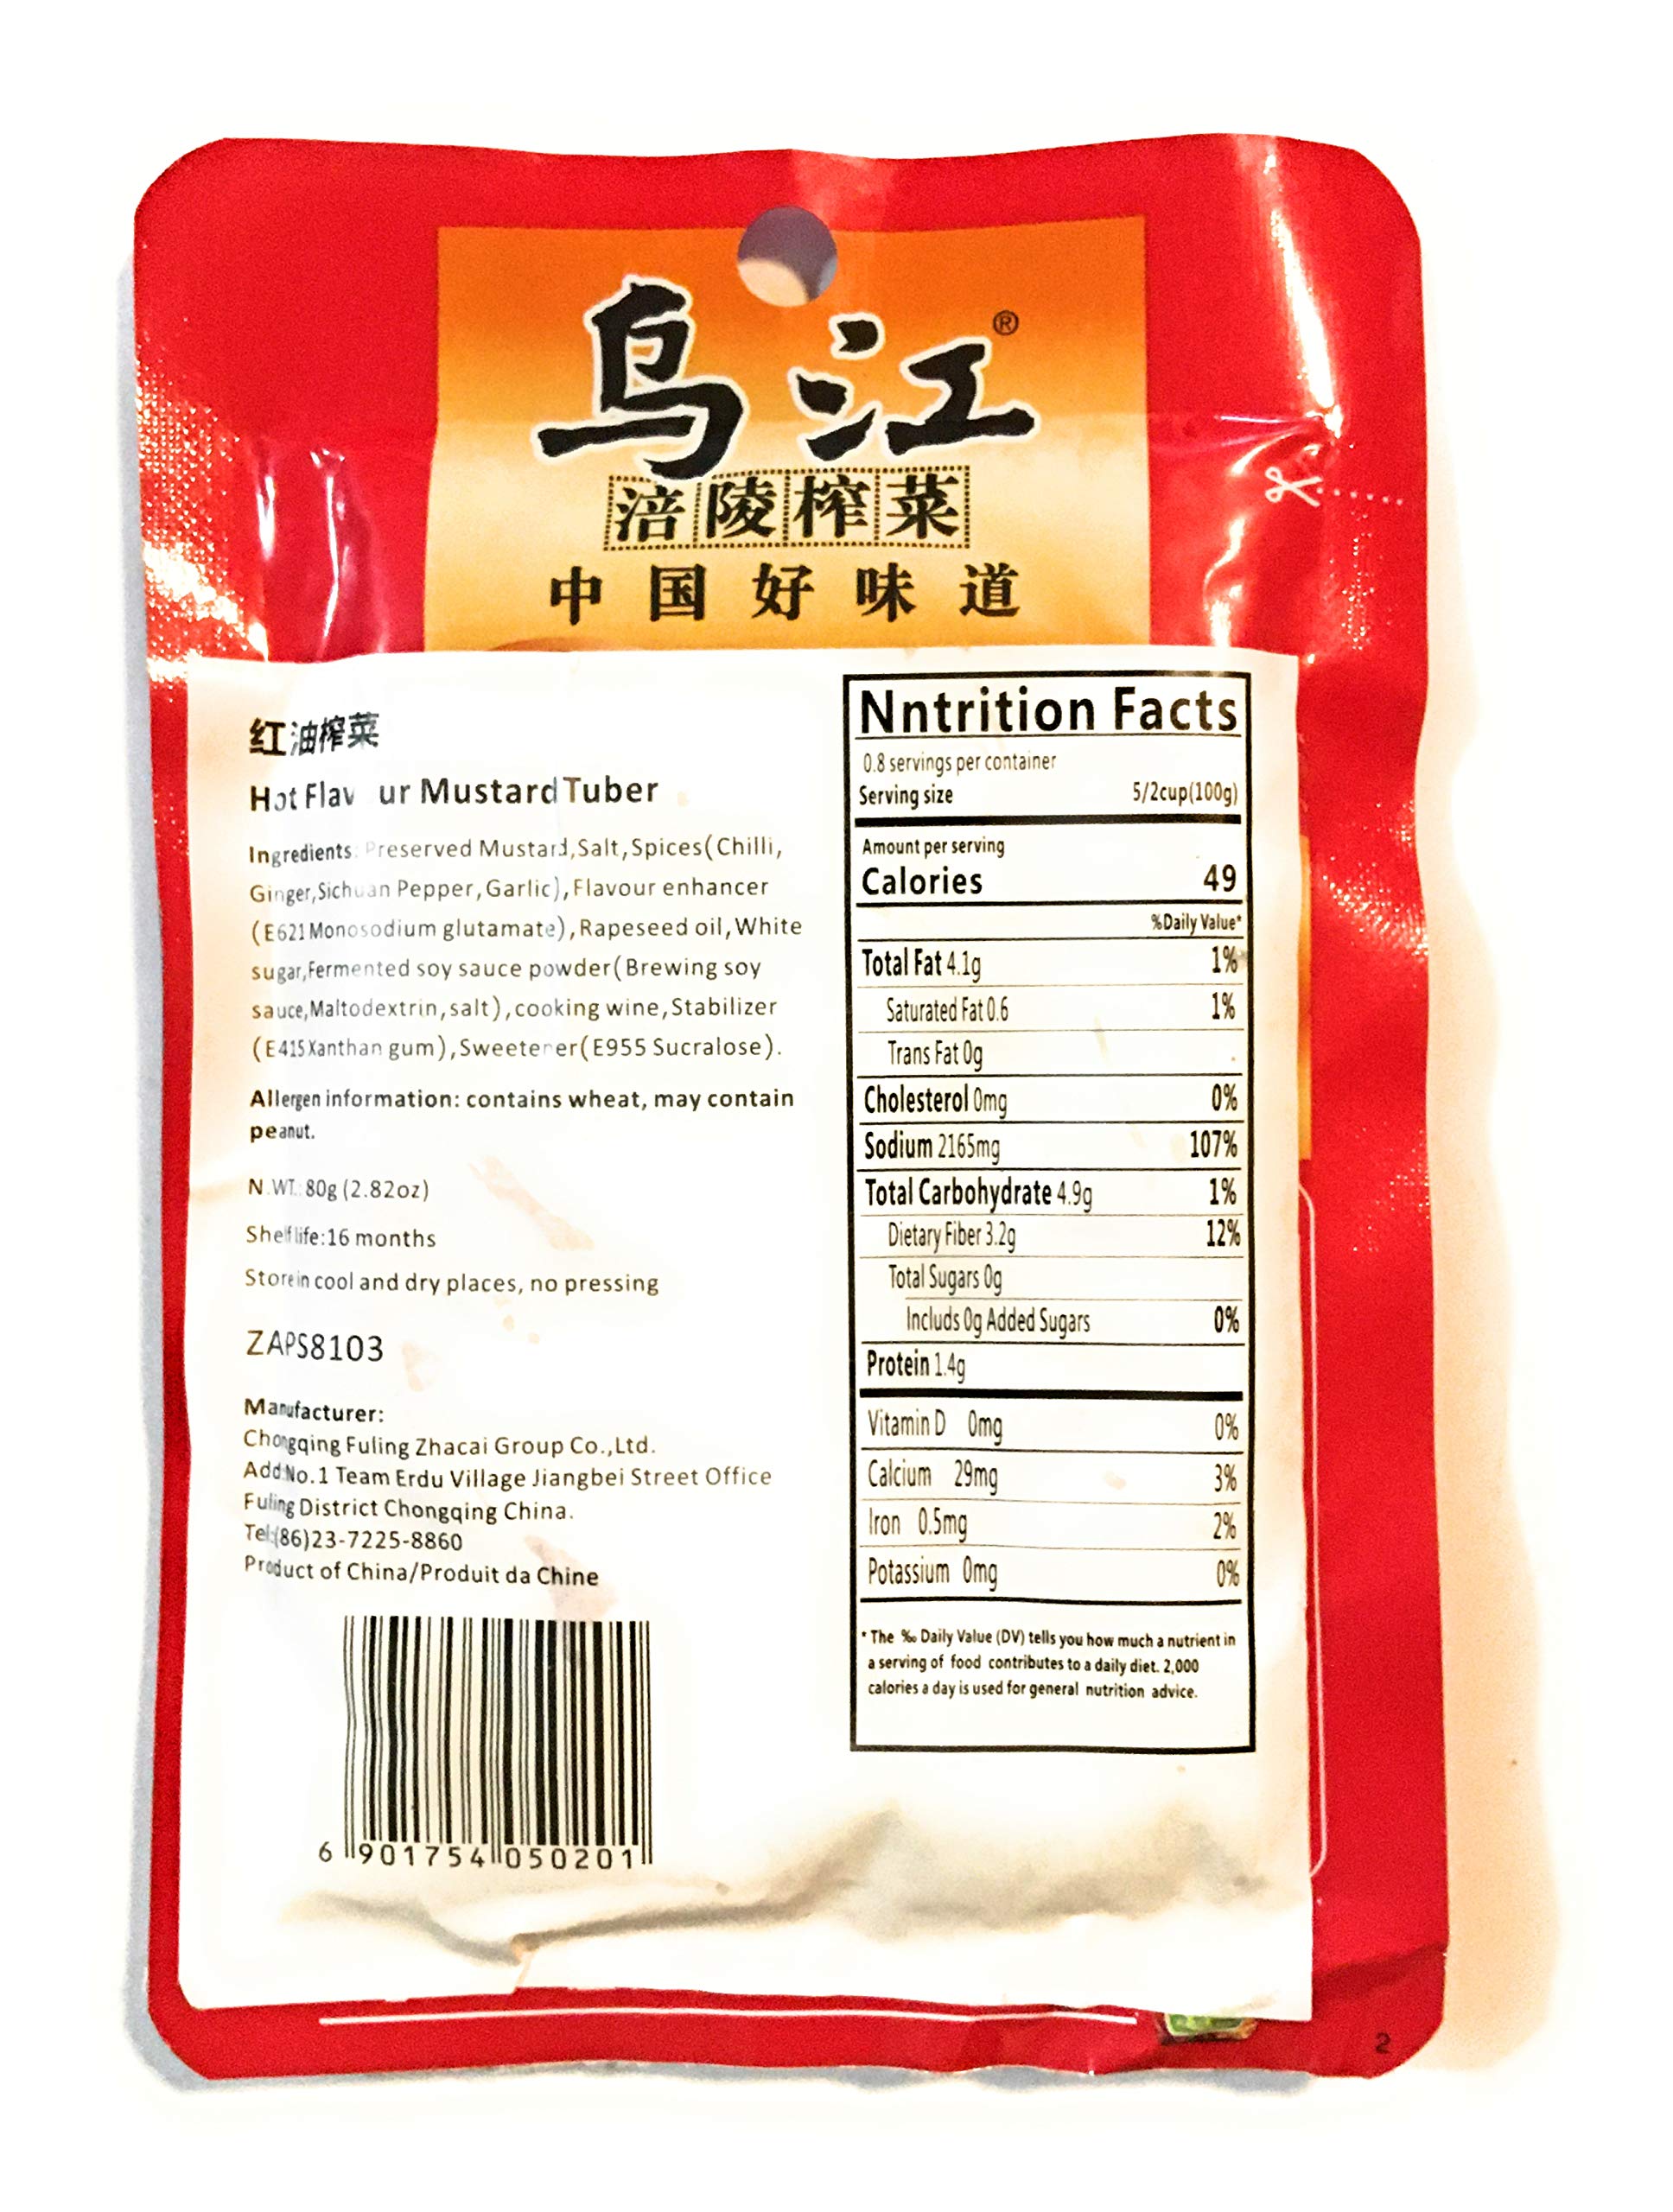 乌江®
涪陵榨菜
中国好味道
红油榨菜
Hot Flav ur Mustard Tuber
Ingredients: Preserved Mustard, Salt, Spices(Chilli,
Ginger, Sichuan Pepper, Garlic), Flavour enhancer
(E621 Monosodium glutamate), Rapeseed oil, White
sugar, Fermented soy sauce powder(Brewing soy
sauce, Maltodextrin, salt), cooking wine, Stabilizer
(E415 Xanthan gum), Sweetener(E955 Sucralose).
Allergen information: contains wheat, may contain
peanut.
N.WT.: 80g (2.82oz)
Shelf life:16 months
Store in cool and dry places, no pressing
ZAPS8103
Manufacturer:
Chongqing Fuling Zhacai Group Co.,Ltd.
Add:No.1 Team Erdu Village Jiangbei Street Office
Fuling District Chongqing China.
Tel:(86)23-7225-8860
Product of China/Produit da Chine
6 901754 050201
Nntrition Facts
0.8 servings per container
Serving size 5/2cup(100g)
Amount per serving
Calories 49
%Daily Value*
Total Fat 4.1g 1%
Saturated Fat 0.6 1%
Trans Fat 0g
Cholesterol 0mg 0%
Sodium 2165mg 107%
Total Carbohydrate 4.9g 1%
Dietary Fiber 3.2g 12%
Total Sugars 0g
Includs 0g Added Sugars 0%
Protein 1.4g
Vitamin D 0mg 0%
Calcium 29mg 3%
Iron 0.5mg 2%
Potassium 0mg 0%
* The ‰ Daily Value (DV) tells you how much a nutrient in
a serving of food contributes to a daily diet. 2,000
calories a day is used for general nutrition advice.
2